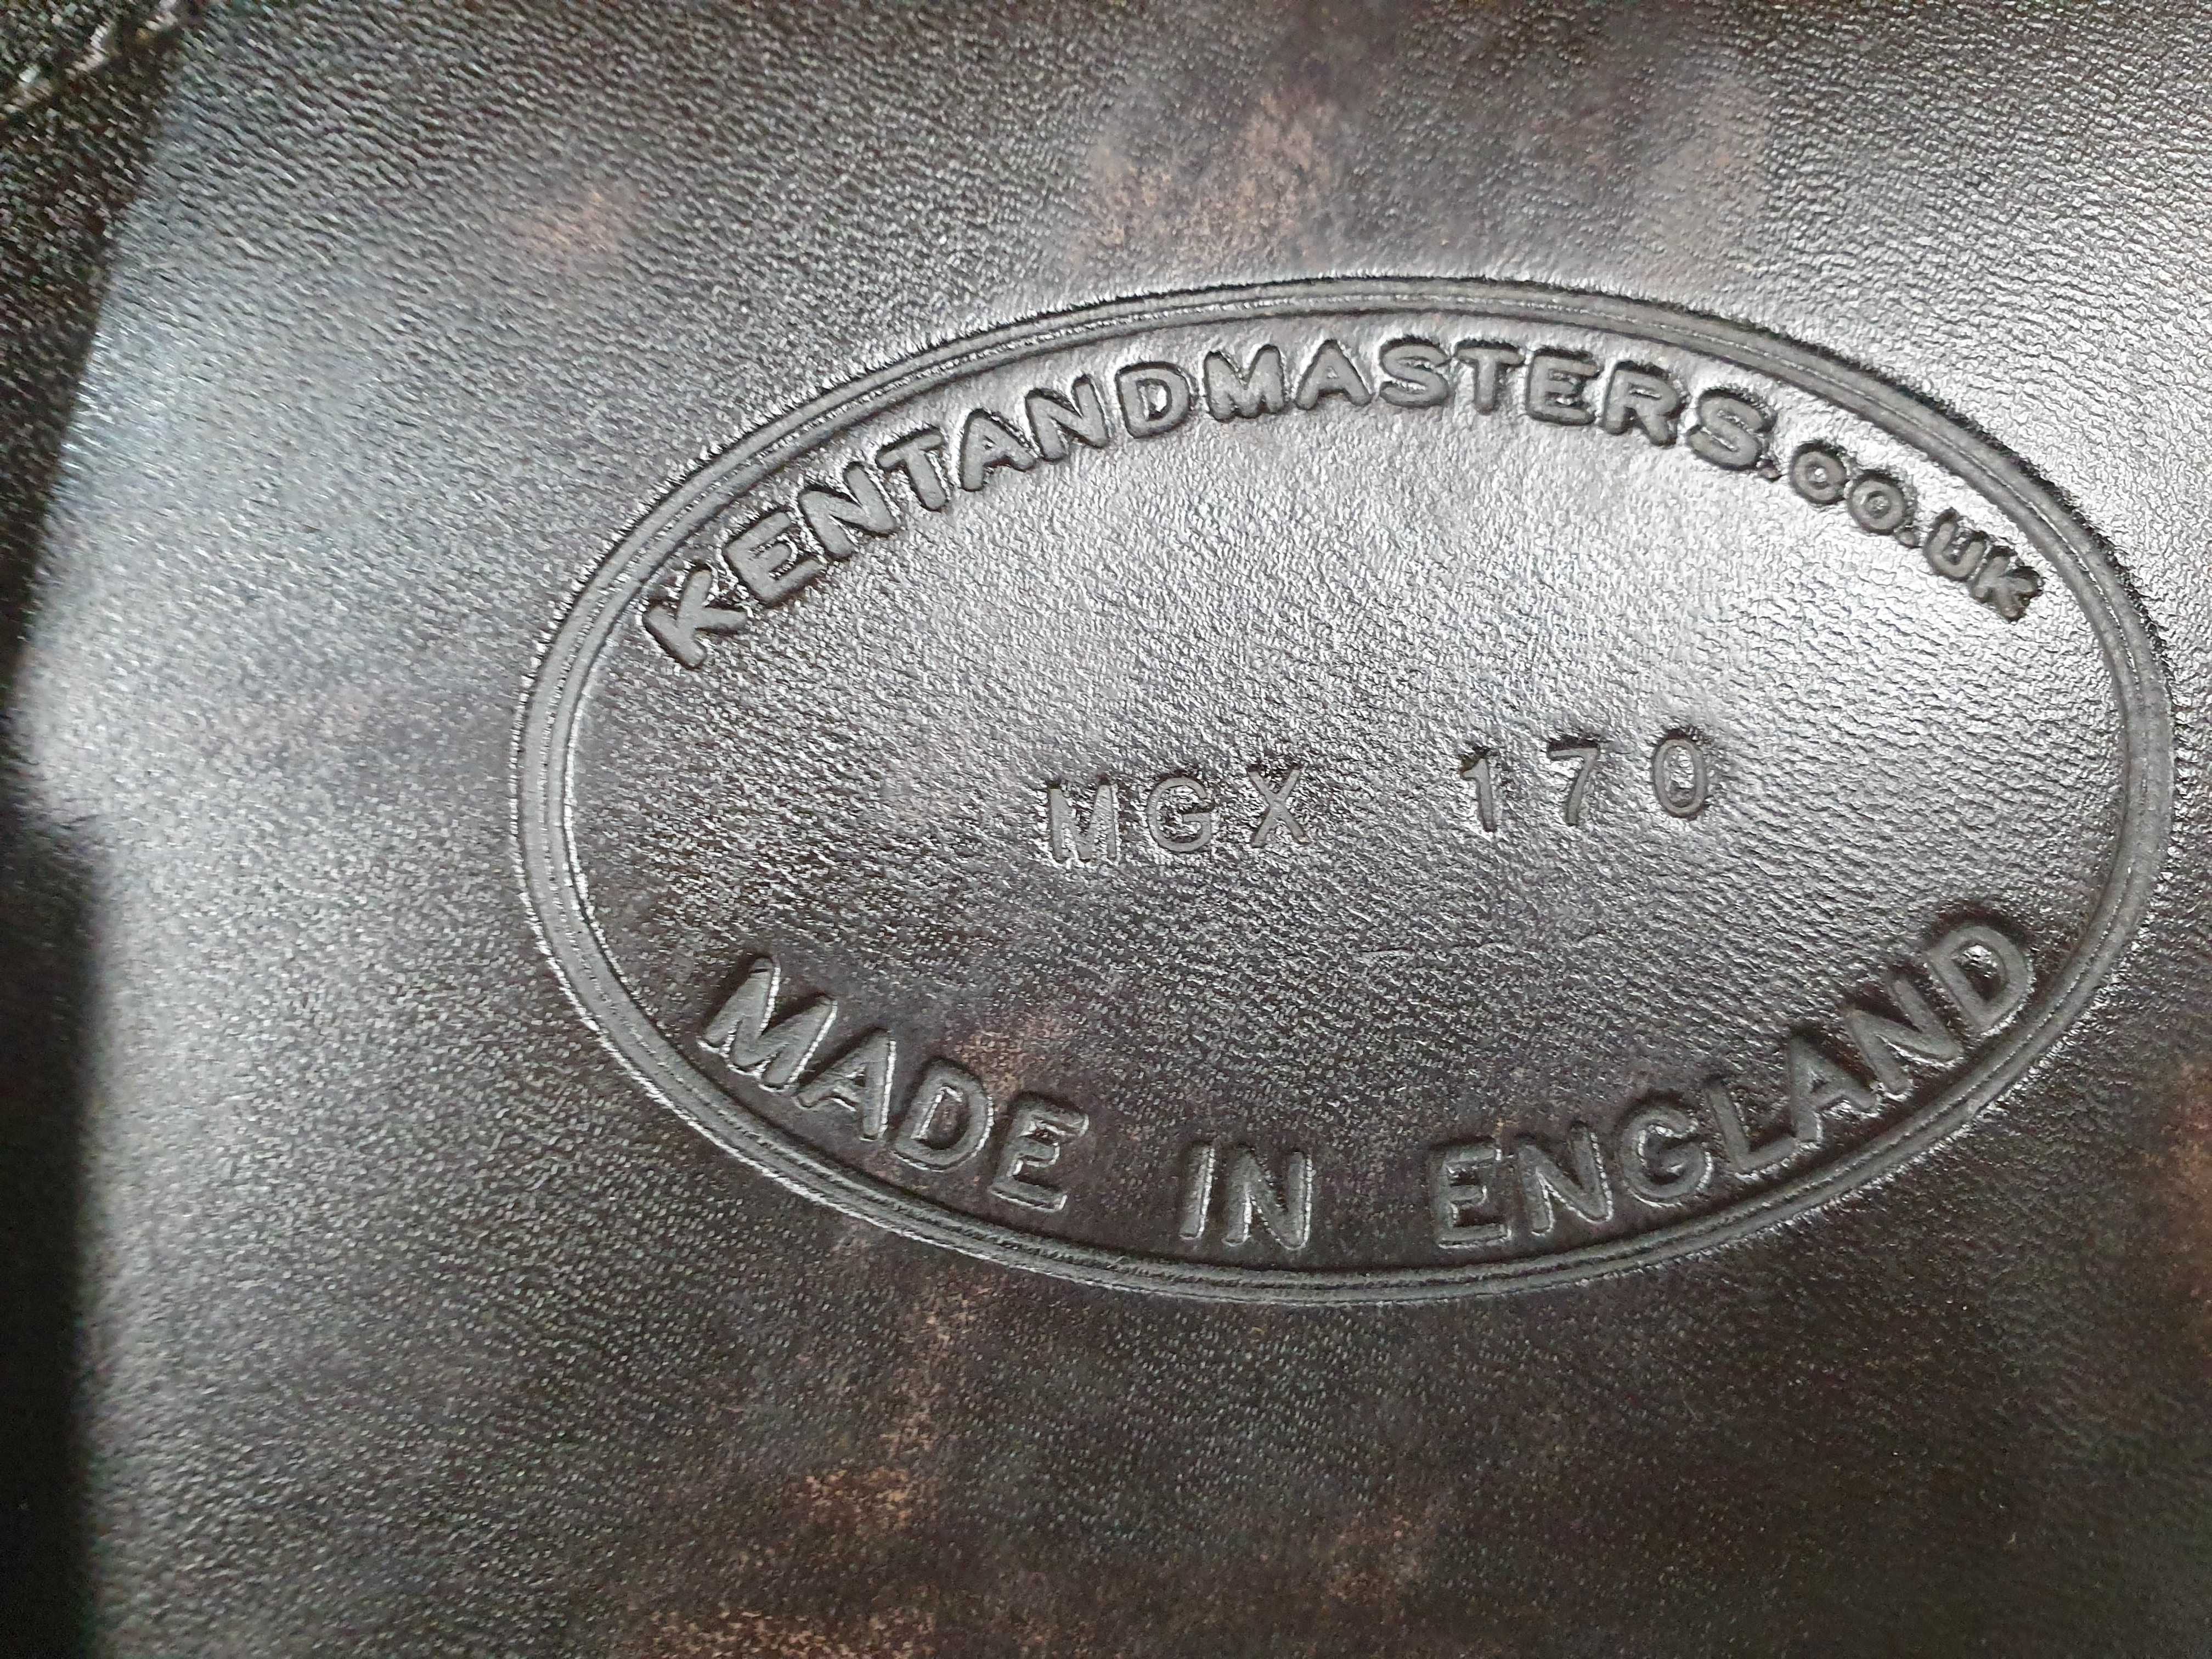 KENTANDMASTERS.co.uk
MGX 170
MADE IN ENGLAND